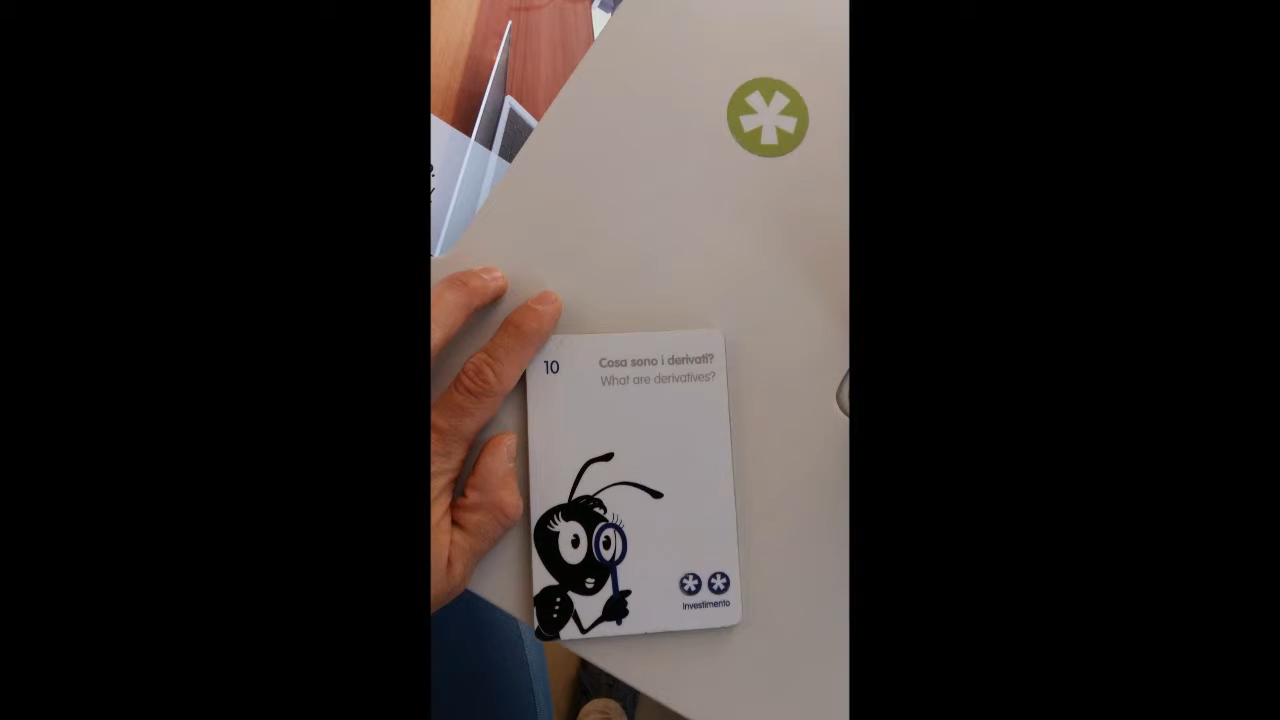 10
Cosa sono i derivati?
What are derivatives?
Investimento